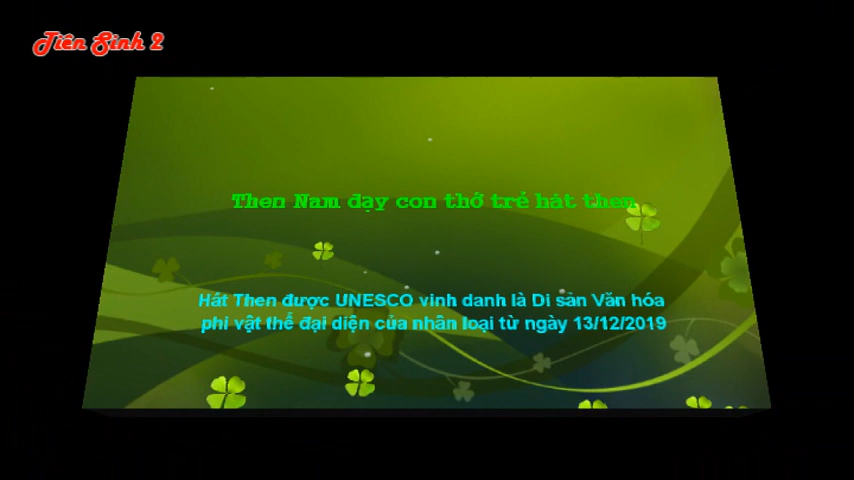 Tiên Sinh 2
Then Nam dạy con thớ trẻ hát then
Hát Then được UNESCO vinh danh là Di sản Văn hóa
phi vật thể đại diện của nhân loại từ ngày 13/12/2019